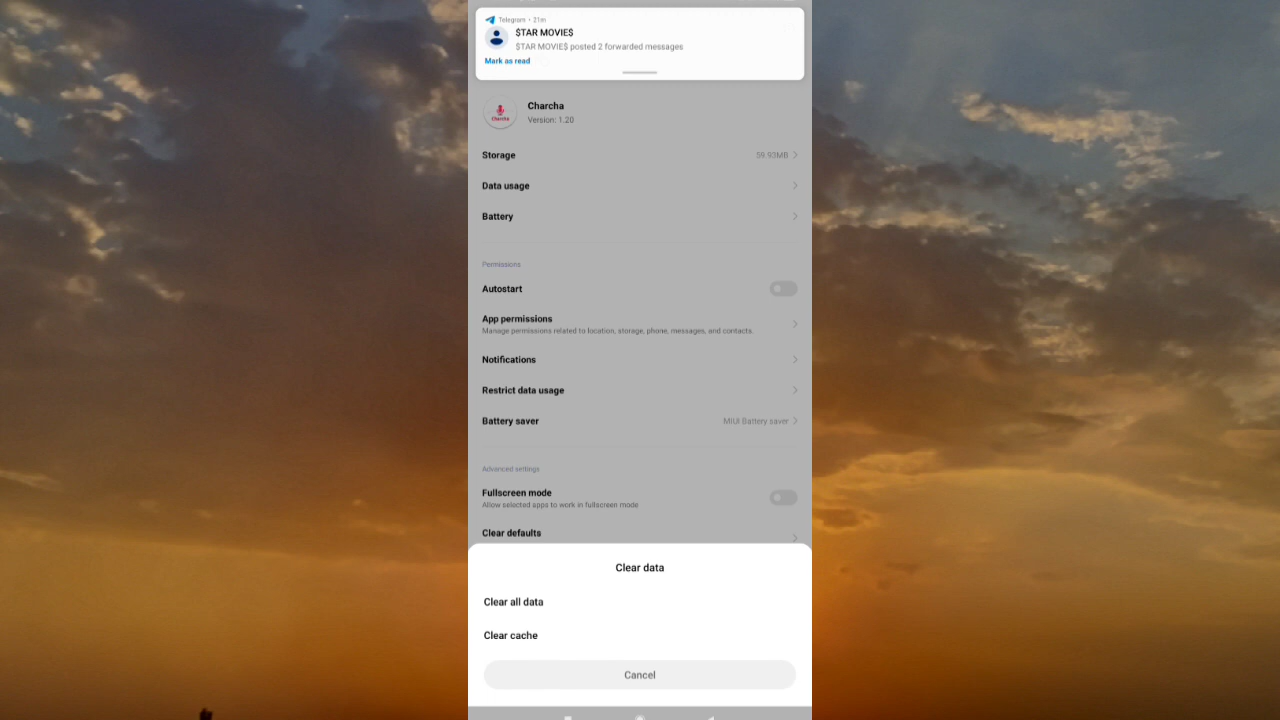 Telegram • 21m
$TAR MOVIE$
$TAR MOVIE$ posted 2 forwarded messages
Mark as read
Charcha
Charcha
Version: 1.20
Storage 59.93MB
Data usage
Battery
Permissions
Autostart
App permissions
Manage permissions related to location, storage, phone, messages, and contacts.
Notifications
Restrict data usage
Battery saver MIUI Battery saver
Advanced settings
Fullscreen mode
Allow selected apps to work in fullscreen mode
Clear defaults
Clear data
Clear all data
Clear cache
Cancel